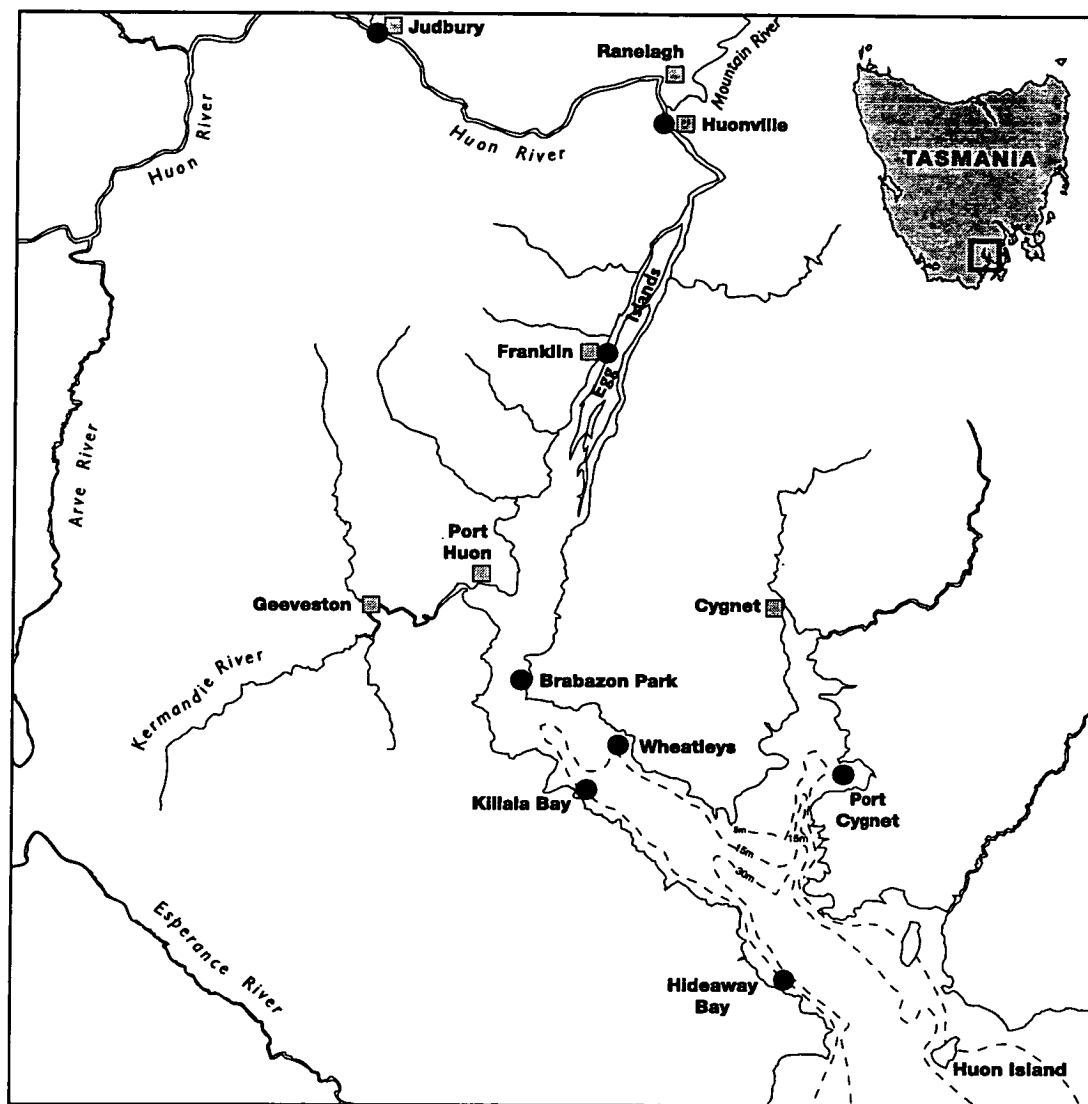 Judbury
Ranelagh
Mountain River
Huon River
Huon River
Huonville
TASMANIA
Egg Islands
Franklin
Arve River
Port
Huon
Geeveston
Cygnet
Kermandie River
Brabazon Park
Wheatleys
Killala Bay
Port
Cygnet
15m
15m
30m
Esperance River
Hideaway
Bay
Huon Island